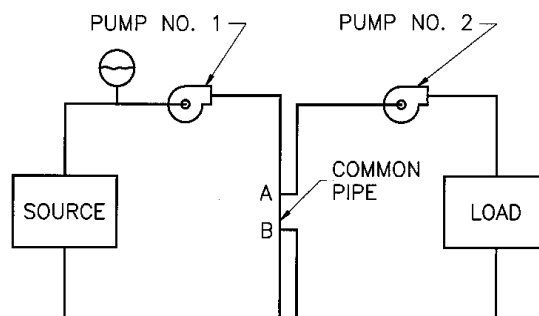 PUMP NO. 1
PUMP NO. 2
COMMON
PIPE
A
B
SOURCE
LOAD